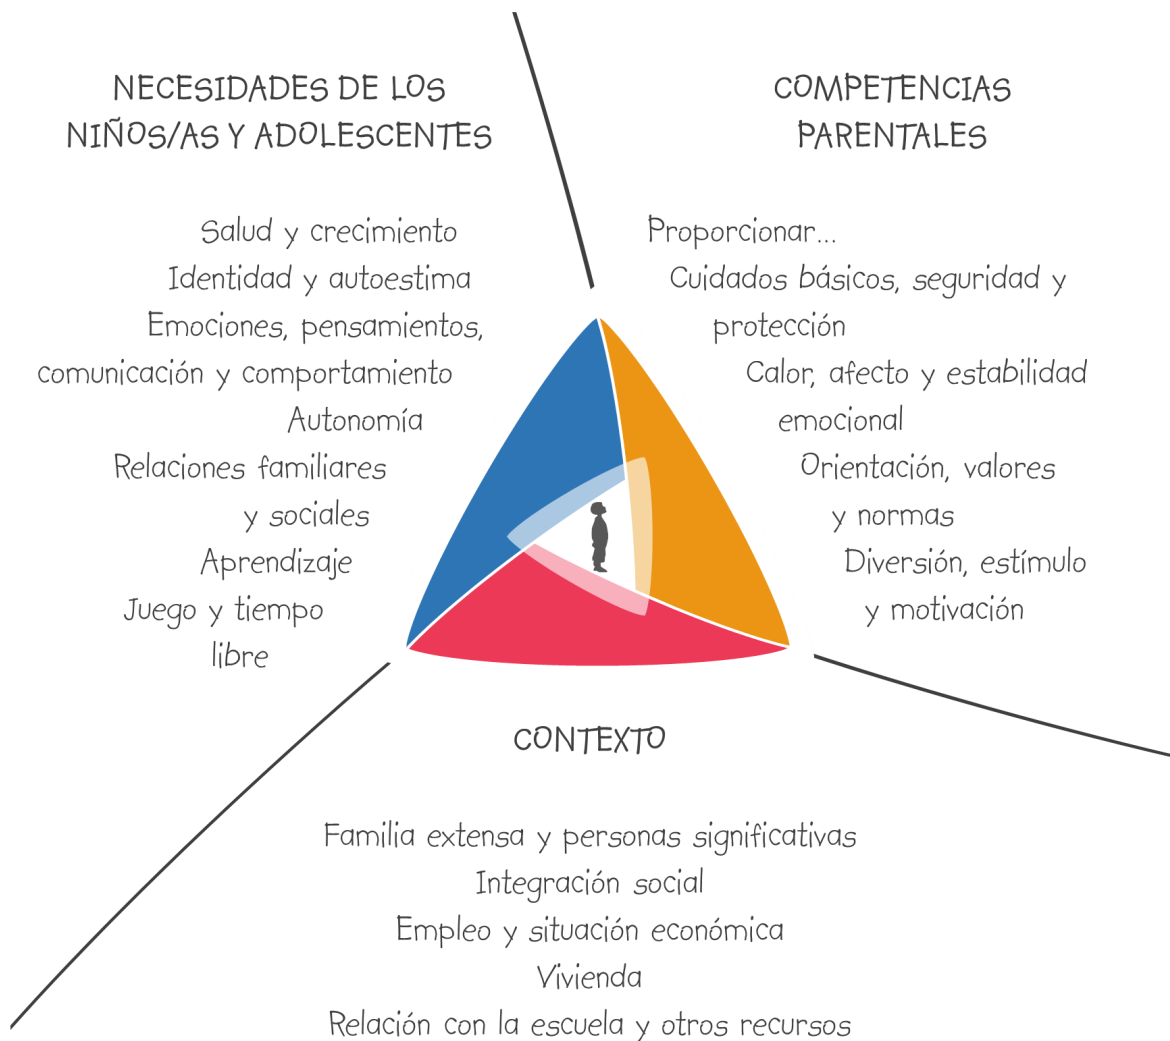 NECESIDADES DE LOS
NIÑOS/AS Y ADOLESCENTES
Salud y crecimiento
Identidad y autoestima
Emociones, pensamientos,
comunicación y comportamiento
Autonomía
Relaciones familiares
y sociales
Aprendizaje
Juego y tiempo
libre
COMPETENCIAS
PARENTALES
Proporcionar...
Cuidados básicos, seguridad y
protección
Calor, afecto y estabilidad
emocional
Orientación, valores
y normas
Diversión, estímulo
y motivación
CONTEXTO
Familia extensa y personas significativas
Integración social
Empleo y situación económica
Vivienda
Relación con la escuela y otros recursos